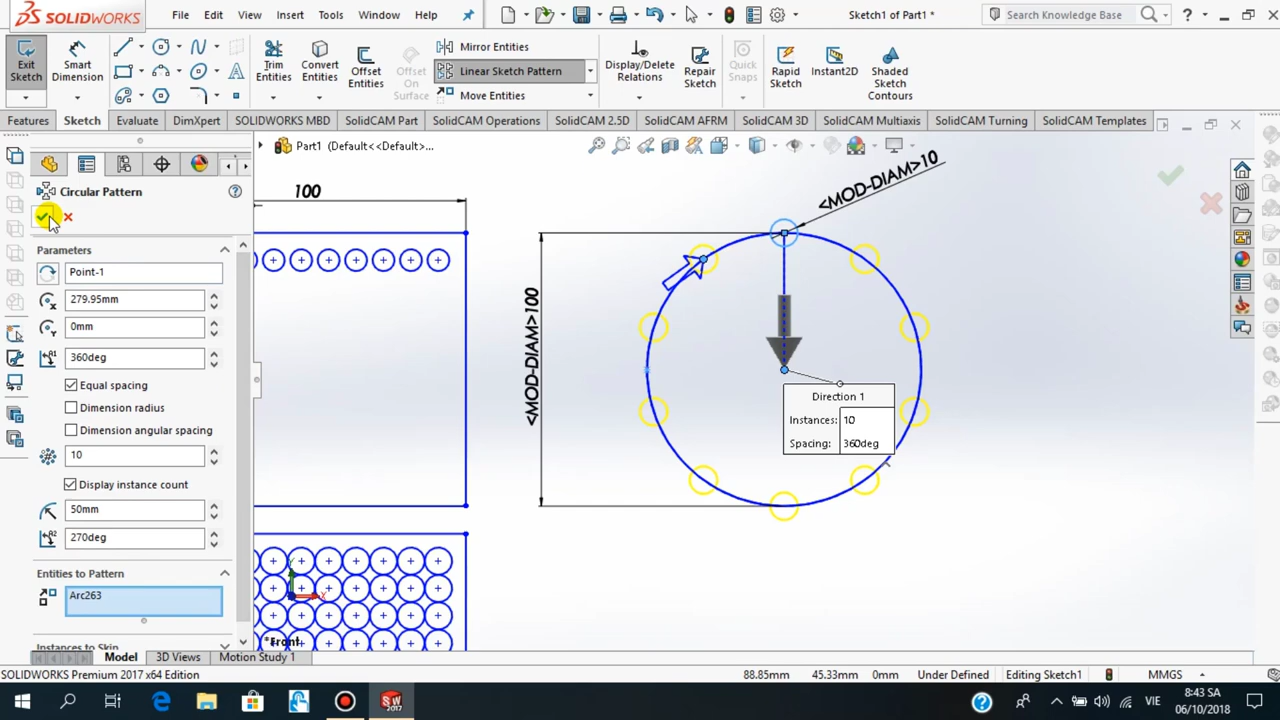 SOLIDWORKS
File
Edit
View
Insert
Tools
Window
Help
Sketch1 of Part1 *
Search Knowledge Base
?
Exit Sketch
Smart Dimension
Trim Entities
Convert Entities
Offset Entities
Offset On Surface
Mirror Entities
Linear Sketch Pattern
Move Entities
Display/Delete Relations
Repair Sketch
Quick Snaps
Rapid Sketch
Instant2D
Shaded Sketch Contours
Features
Sketch
Evaluate
DimXpert
SOLIDWORKS MBD
SolidCAM Part
SolidCAM Operations
SolidCAM 2.5D
SolidCAM AFRM
SolidCAM 3D
SolidCAM Multiaxis
SolidCAM Turning
SolidCAM Templates
Part1 (Default<<Default>...
Circular Pattern
Parameters
Point-1
279.95mm
0mm
360deg
Equal spacing
Dimension radius
Dimension angular spacing
10
Display instance count
50mm
270deg
Entities to Pattern
Arc263
Instances to Skip
100
<MOD-DIAM>10
<MOD-DIAM>100
Direction 1
Instances: 10
Spacing: 360deg
*Front
Model
3D Views
Motion Study 1
SOLIDWORKS Premium 2017 x64 Edition
88.85mm
45.33mm
0mm
Under Defined
Editing Sketch1
MMGS
VIE
8:43 SA
06/10/2018